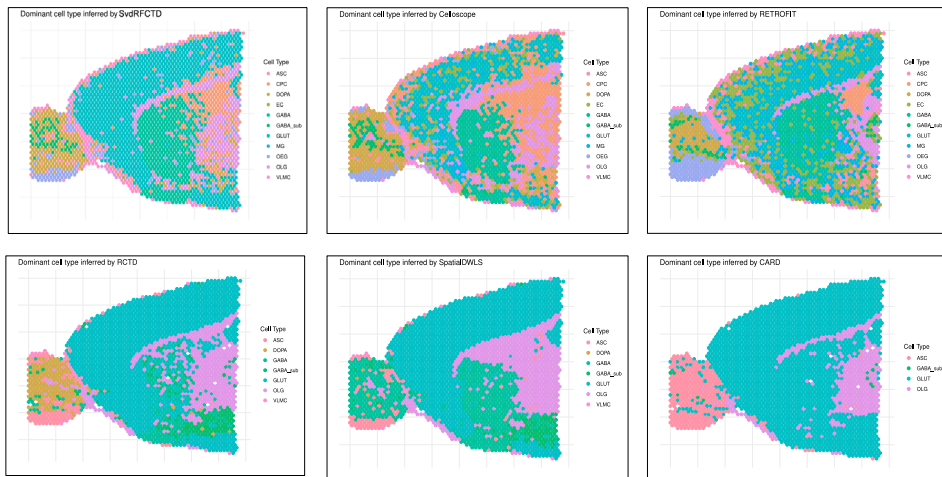 Dominant cell type inferred by SvdRFCTD
Cell Type
ASC
CPC
DOPA
EC
GABA
GABA_sub
GLUT
MG
OEG
OLG
VLMC
Dominant cell type inferred by Celloscope
Cell Type
ASC
CPC
DOPA
EC
GABA
GABA_sub
GLUT
MG
OEG
OLG
VLMC
Dominant cell type inferred by RETROFIT
Cell Type
ASC
CPC
DOPA
EC
GABA
GABA_sub
GLUT
MG
OEG
OLG
VLMC
Dominant cell type inferred by RCTD
Cell Type
ASC
DOPA
GABA
GABA_sub
GLUT
OLG
VLMC
Dominant cell type inferred by SpatialDWLS
Cell Type
ASC
DOPA
GABA
GABA_sub
GLUT
OLG
VLMC
Dominant cell type inferred by CARD
Cell Type
ASC
GABA
GABA_sub
GLUT
OLG